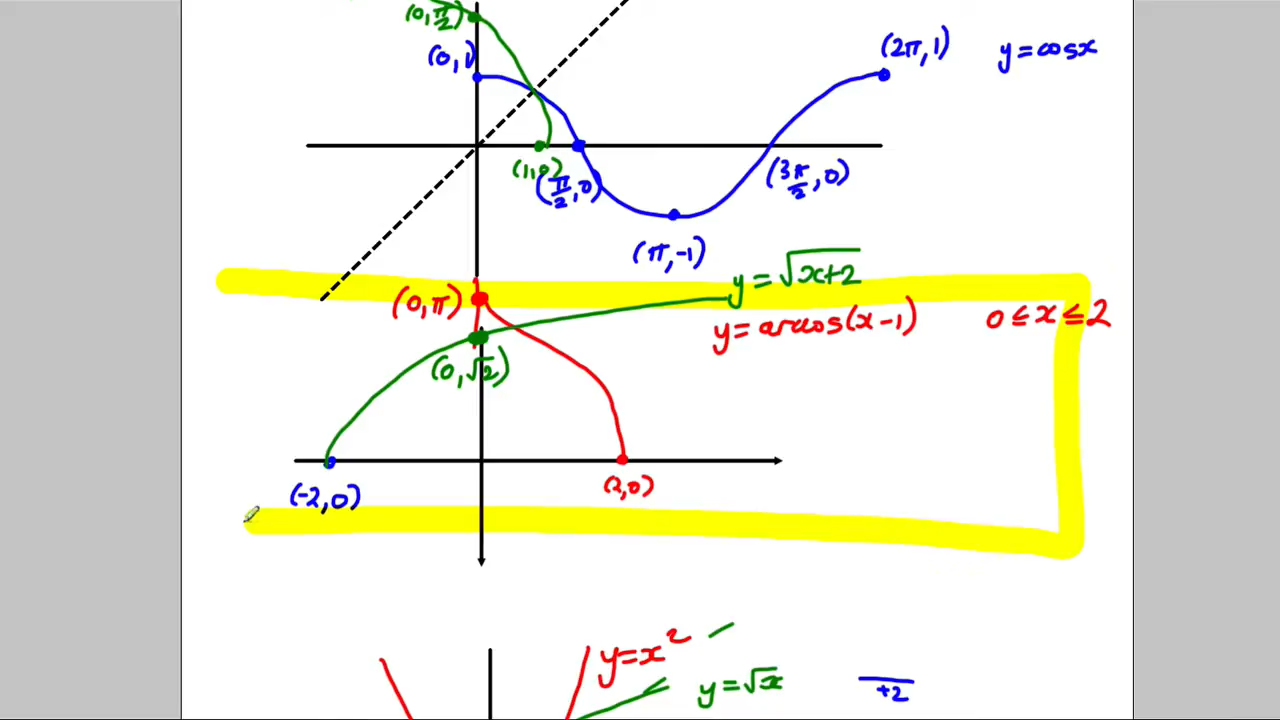 (0, π/2)
(0, 1)
(2π, 1)
y = cosx
(1, 0)
(π/2, 0)
(3π/2, 0)
(π, -1)
y = √x+2
(0, π)
y = arccos(x-1)
0 ≤ x ≤ 2
(0, √2)
(-2, 0)
(2,0)
y=x²
y = √x
+2